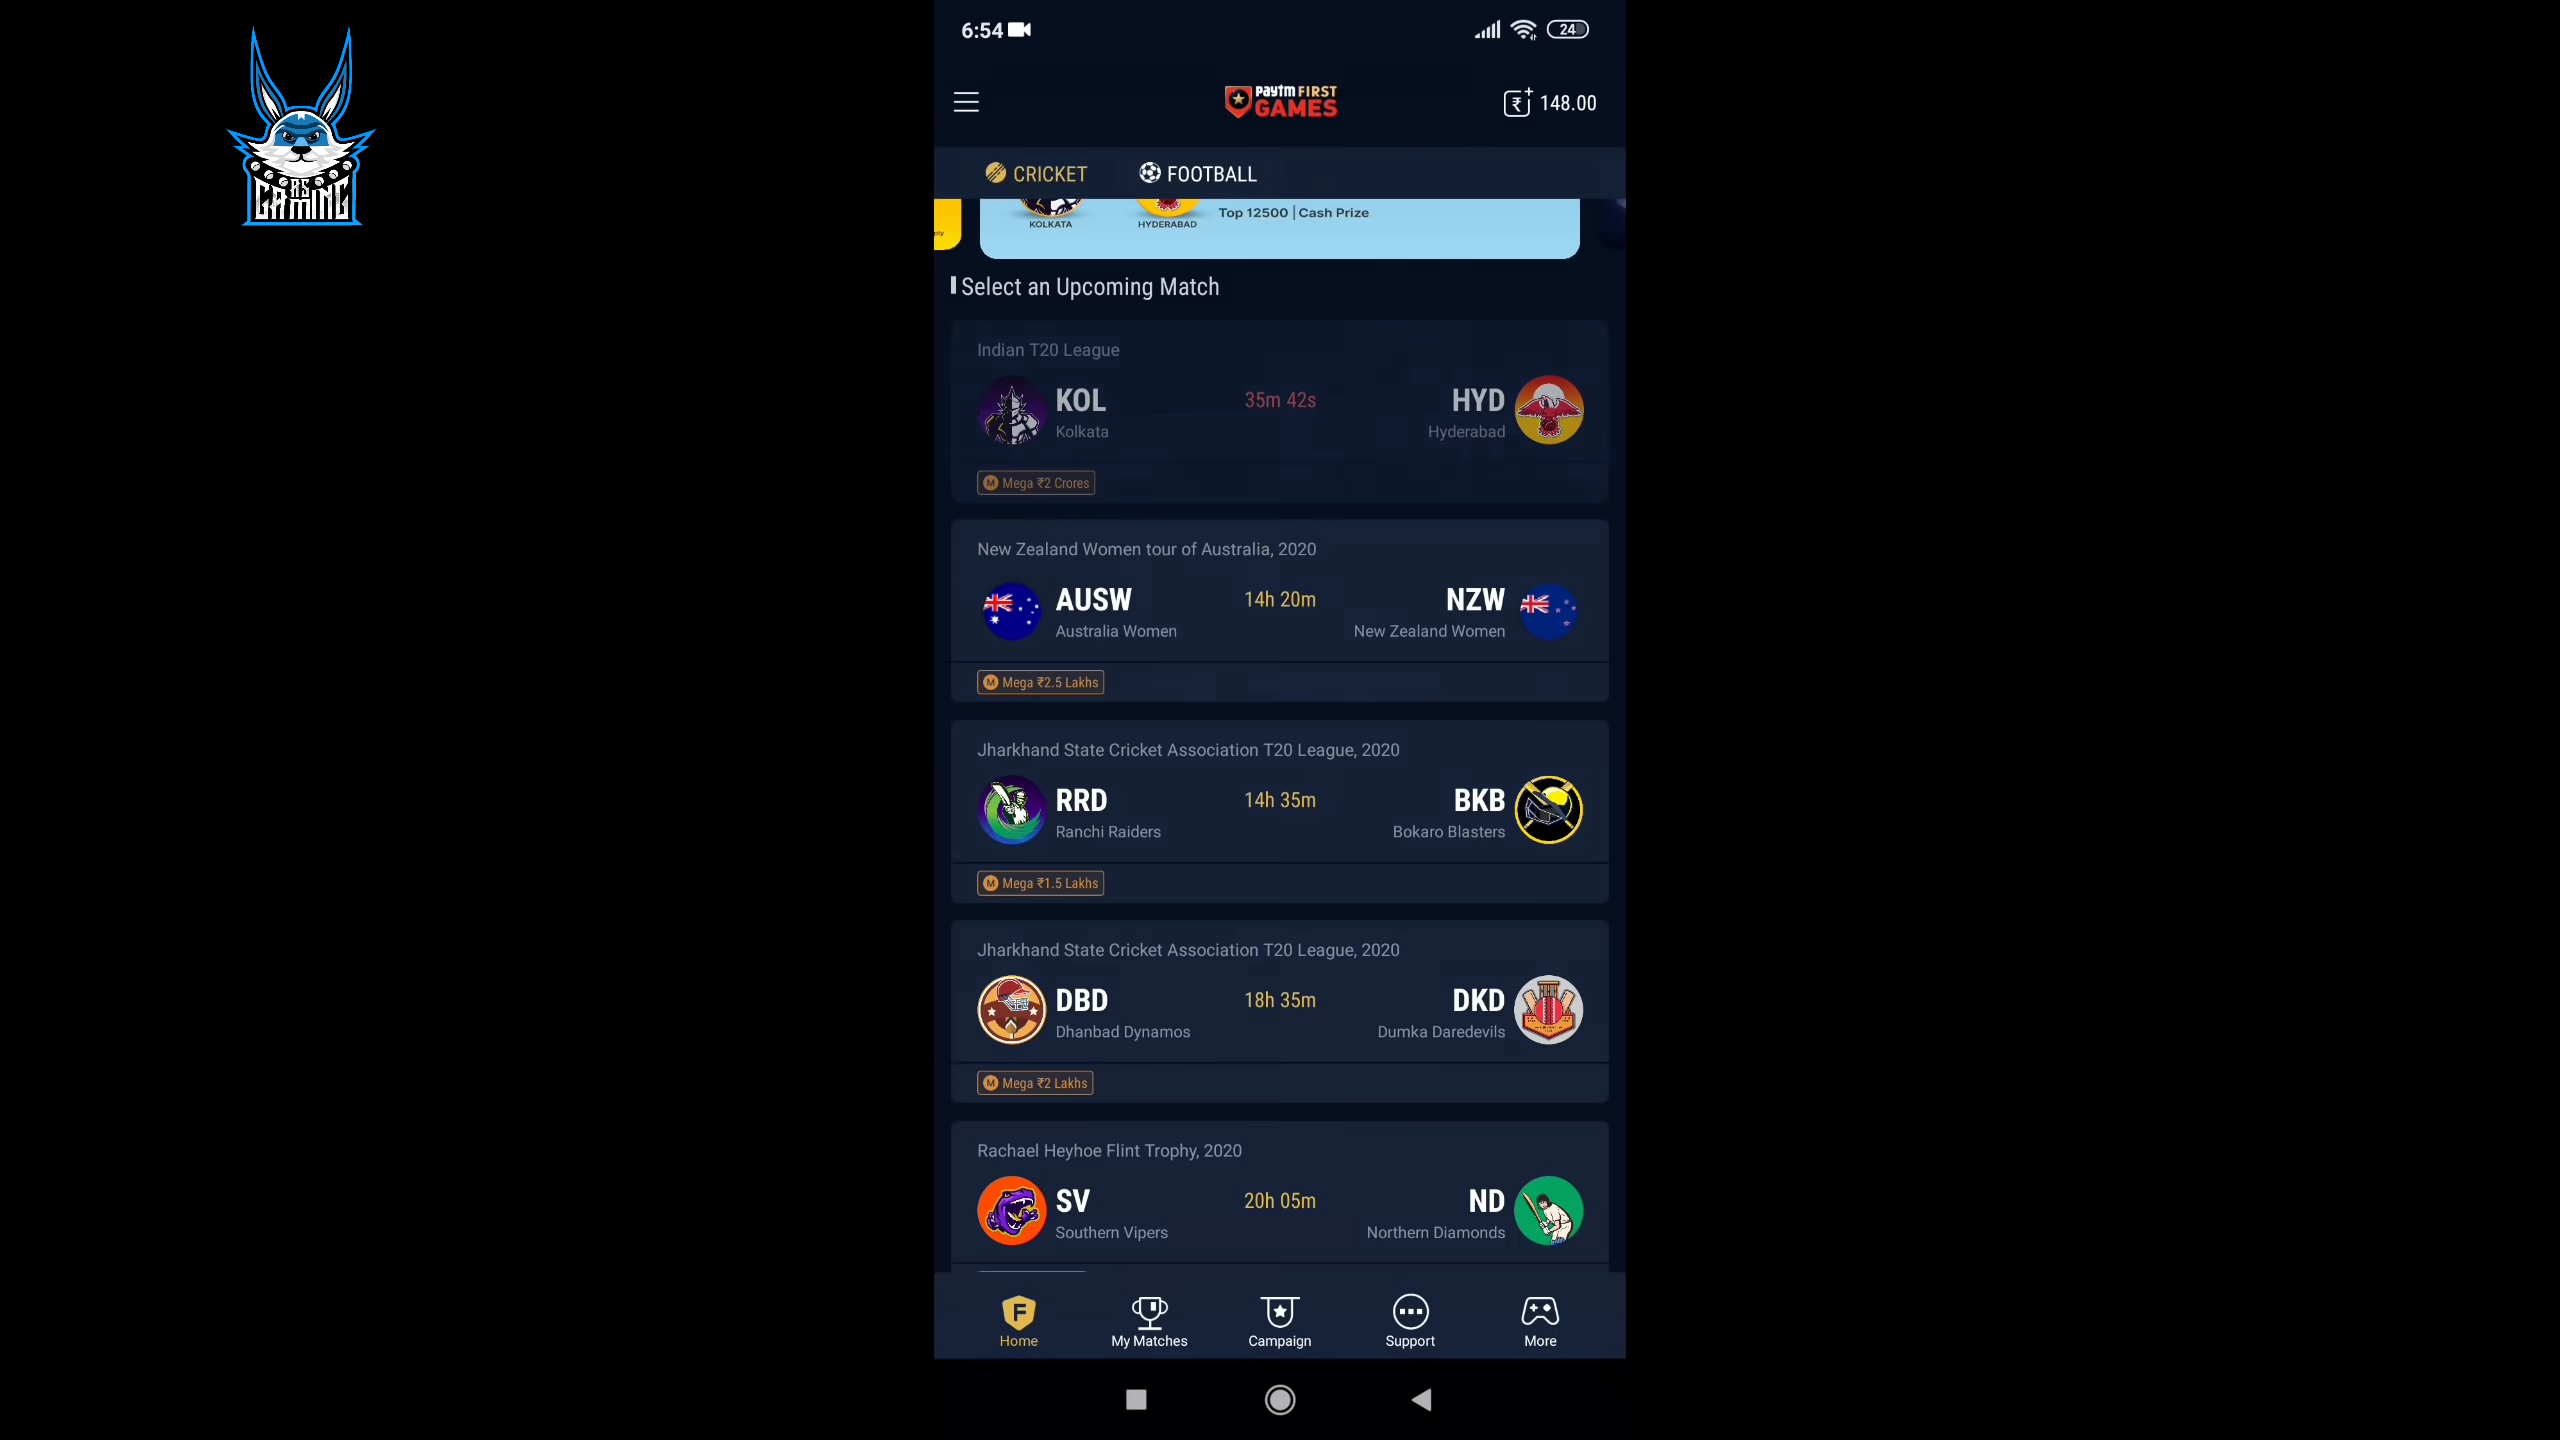 6:54
24
AS
GAMING
paytm FIRST
GAMES
148.00
CRICKET
FOOTBALL
ply
KOLKATA
HYDERABAD
Top 12500 | Cash Prize
Select an Upcoming Match
Indian T20 League
KOL
35m 42s
HYD
Kolkata
Hyderabad
M Mega ₹2 Crores
New Zealand Women tour of Australia, 2020
AUSW
14h 20m
NZW
Australia Women
New Zealand Women
M Mega ₹2.5 Lakhs
Jharkhand State Cricket Association T20 League, 2020
RRD
14h 35m
BKB
Ranchi Raiders
Bokaro Blasters
M Mega ₹1.5 Lakhs
Jharkhand State Cricket Association T20 League, 2020
DBD
18h 35m
DKD
Dhanbad Dynamos
Dumka Daredevils
M Mega ₹2 Lakhs
Rachael Heyhoe Flint Trophy, 2020
SV
20h 05m
ND
Southern Vipers
Northern Diamonds
F
Home
My Matches
Campaign
Support
More